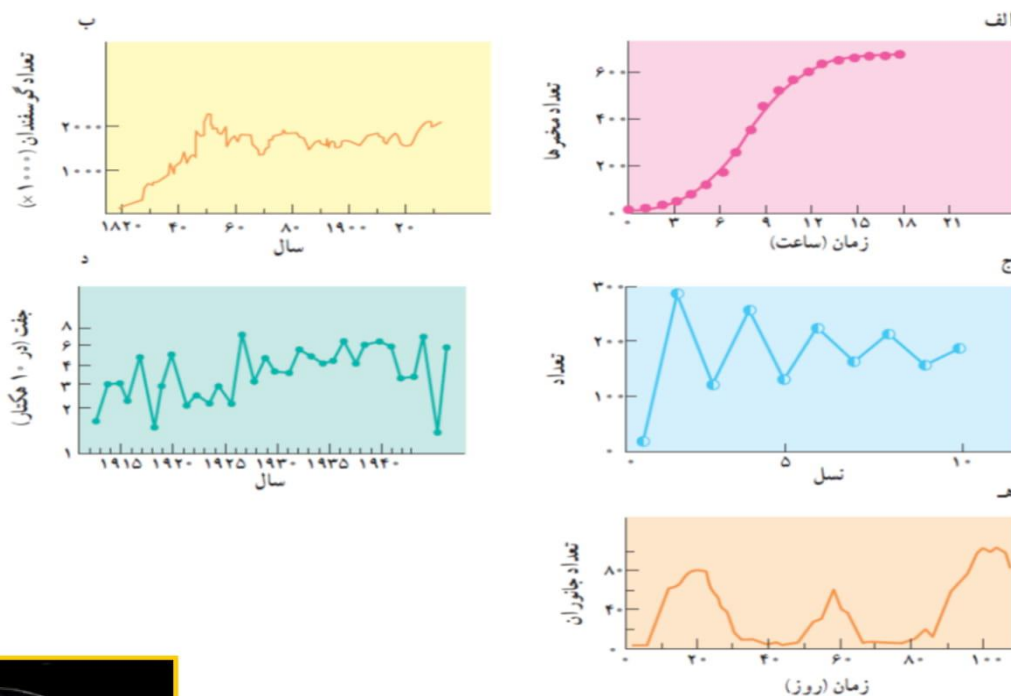 الف
تعداد مخمرها
۶۰۰
۴۰۰
۲۰۰
۰
۰ ۳ ۶ ۹ ۱۲ ۱۵ ۱۸ ۲۱
زمان (ساعت)
ب
تعداد گوسفندان (۱۰۰۰ ×)
۲۰۰۰
۱۰۰۰
۱۸۲۰ ۴۰ ۶۰ ۸۰ ۱۹۰۰ ۲۰
سال
ج
تعداد
۳۰۰
۲۰۰
۱۰۰
۰
۰ ۵ ۱۰
نسل
د
جفت (در ۱۰ هکتار)
۸
۶
۴
۳
۲
۱
۱۹۱۵ ۱۹۲۰ ۱۹۲۵ ۱۹۳۰ ۱۹۳۵ ۱۹۴۰
سال
هـ
تعداد جانوران
۸۰
۴۰
۰ ۲۰ ۴۰ ۶۰ ۸۰ ۱۰۰
زمان (روز)